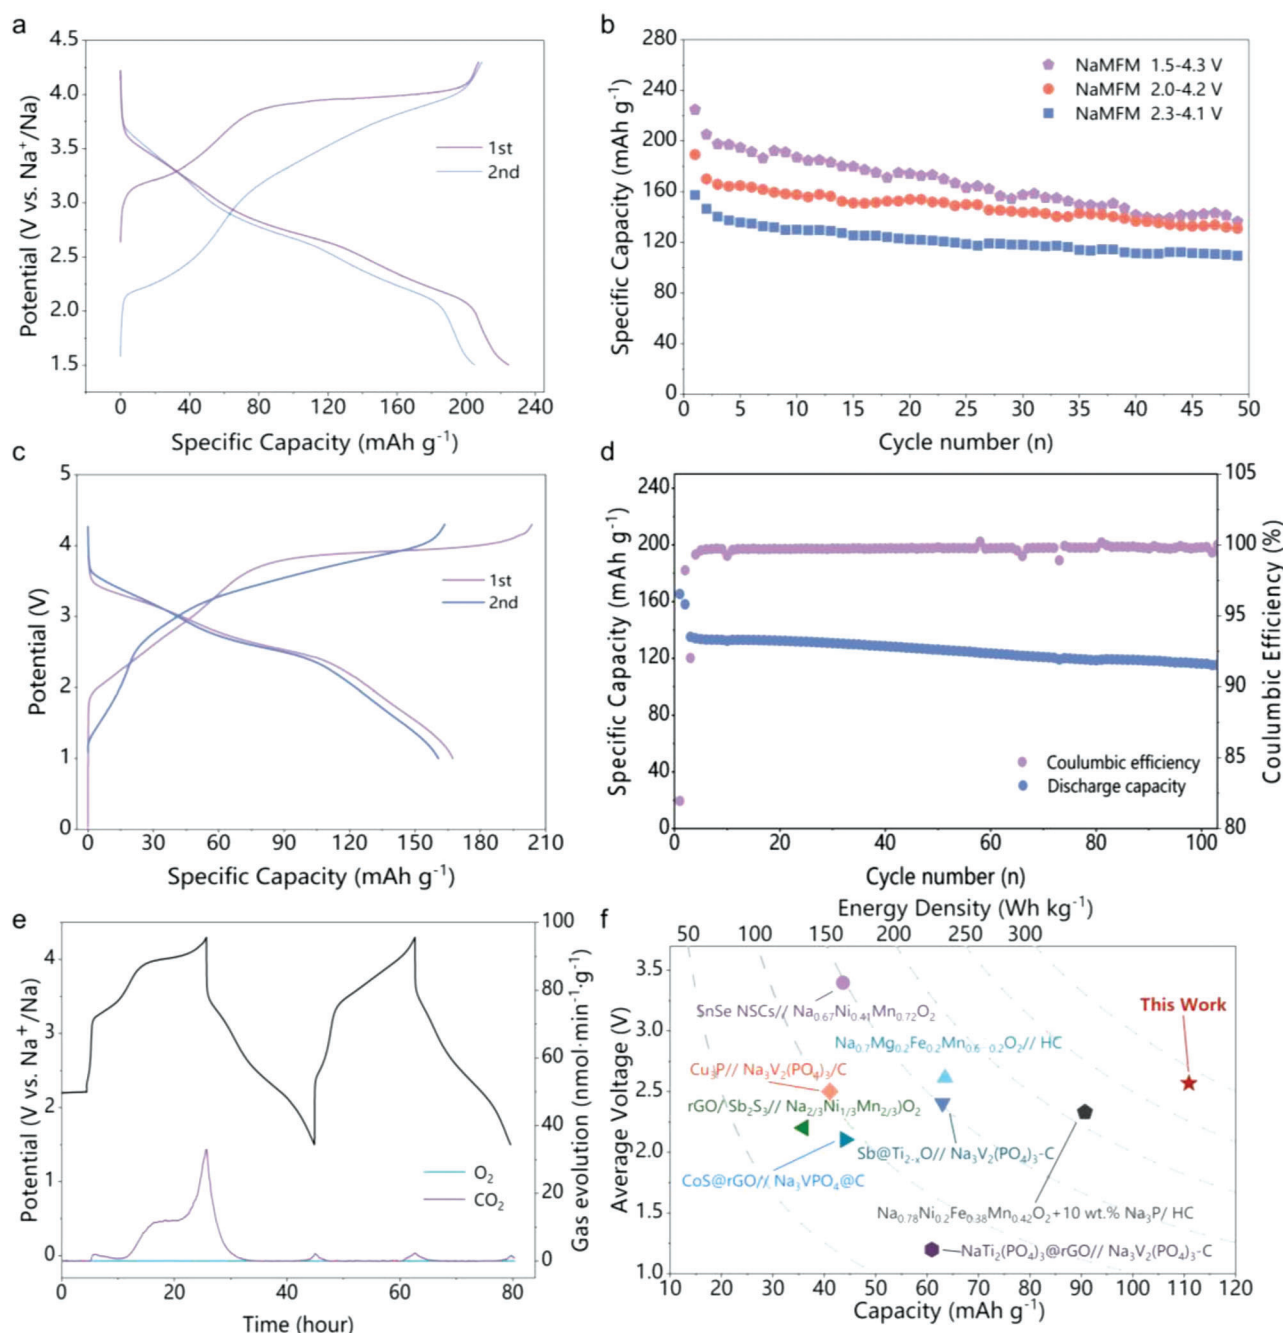 a
4.5
4.0
3.5
3.0
2.5
2.0
1.5
Potential (V vs. Na⁺/Na)
1st
2nd
0 40 80 120 160 200 240
Specific Capacity (mAh g⁻¹)
b
280
240
200
160
120
80
40
0
Specific Capacity (mAh g⁻¹)
NaMFM 1.5-4.3 V
NaMFM 2.0-4.2 V
NaMFM 2.3-4.1 V
0 5 10 15 20 25 30 35 40 45 50
Cycle number (n)
c
5
4
3
2
1
0
Potential (V)
1st
2nd
0 30 60 90 120 150 180 210
Specific Capacity (mAh g⁻¹)
d
240
200
160
120
80
40
0
Specific Capacity (mAh g⁻¹)
105
100
95
90
85
80
Coulumbic Efficiency (%)
Coulumbic efficiency
Discharge capacity
0 20 40 60 80 100
Cycle number (n)
e
4
3
2
1
0
Potential (V vs. Na⁺/Na)
100
80
60
40
20
0
Gas evolution (nmol·min⁻¹·g⁻¹)
O₂
CO₂
0 20 40 60 80
Time (hour)
f
Energy Density (Wh kg⁻¹)
50 100 150 200 250 300
3.5
3.0
2.5
2.0
1.5
1.0
Average Voltage (V)
SnSe NSCs// Na₀.₆₇Ni₀.₄₁Mn₀.₇₂O₂
This Work
Na₀.₇Mg₀.₂Fe₀.₂Mn₀.₆₋₀.₂O₂// HC
Cu₃P// Na₃V₂(PO₄)₃/C
rGO/ Sb₂S₃// Na₂/₃Ni₁/₃Mn₂/₃)O₂
Sb@Ti₂₋ₓO// Na₃V₂(PO₄)₃-C
CoS@rGO// Na₃VPO₄@C
Na₀.₇₈Ni₀.₂Fe₀.₃₈Mn₀.₄₂O₂+10 wt.% Na₃P/ HC
NaTi₂(PO₄)₃@rGO// Na₃V₂(PO₄)₃-C
10 20 30 40 50 60 70 80 90 100 110 120
Capacity (mAh g⁻¹)